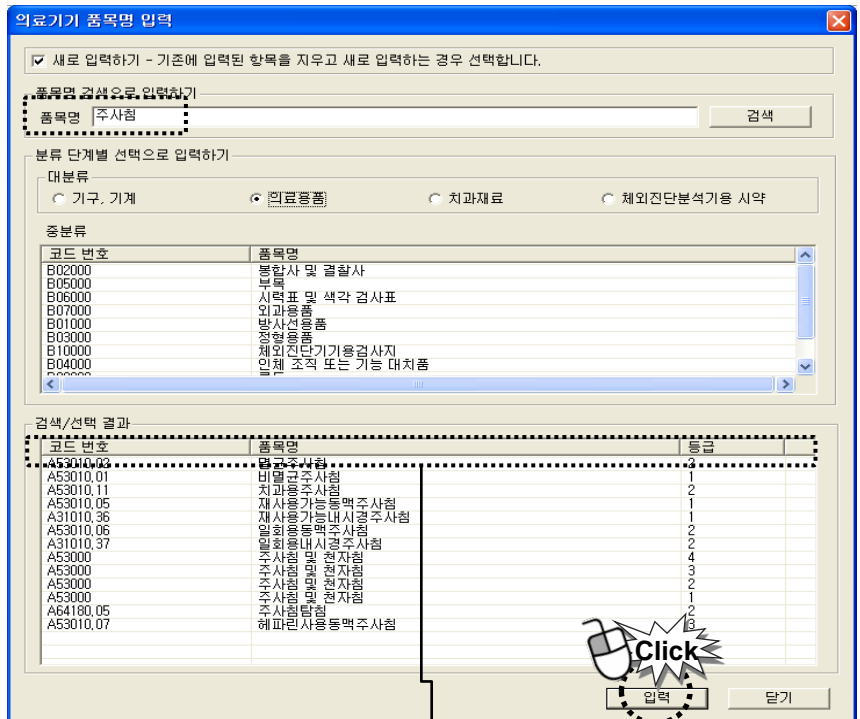 의료기기 품목명 입력
새로 입력하기 - 기존에 입력된 항목을 지우고 새로 입력하는 경우 선택합니다.
품목명 검색으로 입력하기
품목명 주사침 검색
분류 단계별 선택으로 입력하기
대분류
기구, 기계 의료용품 치과재료 체외진단분석기용 시약
중분류
코드 번호 품목명
B02000 봉합사 및 결찰사
B05000 부목
B06000 시력표 및 색각 검사표
B07000 외과용품
B01000 방사선용품
B03000 정형용품
B10000 체외진단기기용검사지
B04000 인체 조직 또는 기능 대치품
검색/선택 결과
코드 번호 품목명 등급
A53010,02 멸균주사침 2
A53010,01 비멸균주사침 1
A53010,11 치과용주사침 2
A53010,05 재사용가능동맥주사침 1
A31010,36 재사용가능내시경주사침 1
A53010,06 일회용동맥주사침 2
A31010,37 일회용내시경주사침 2
A53000 주사침 및 천자침 4
A53000 주사침 및 천자침 3
A53000 주사침 및 천자침 2
A53000 주사침 및 천자침 1
A64180,05 주사침탐침 2
A53010,07 헤파린사용동맥주사침 3
Click
입력 닫기